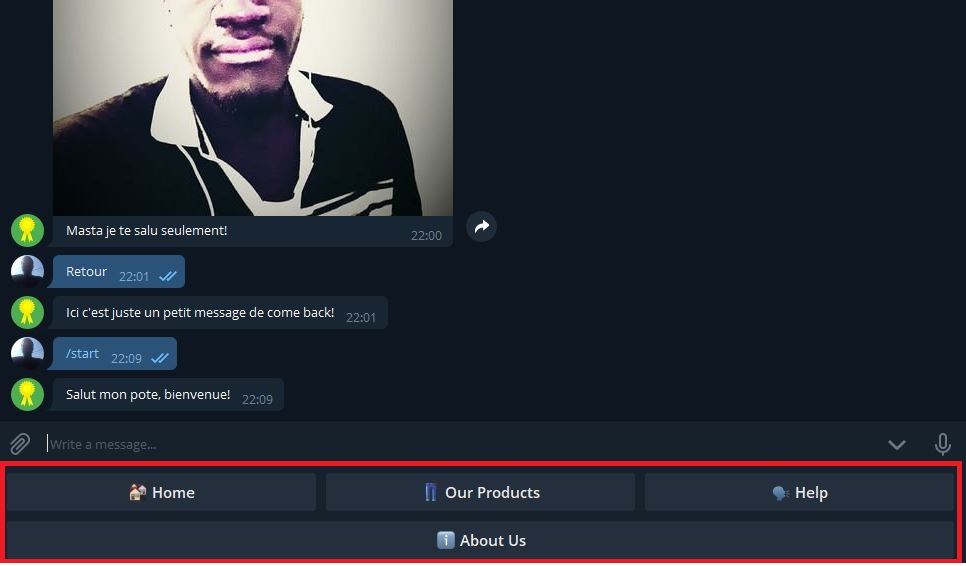 Masta je te salu seulement!
22:00
Retour 22:01
Ici c'est juste un petit message de come back! 22:01
/start 22:09
Salut mon pote, bienvenue! 22:09
Write a message...
Home Our Products Help
About Us